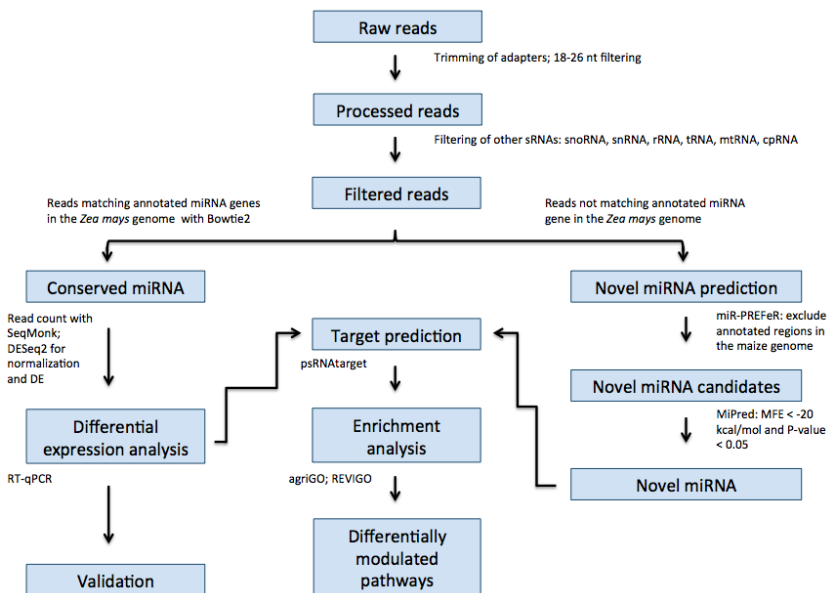 Raw reads
Trimming of adapters; 18-26 nt filtering
Processed reads
Filtering of other sRNAs: snoRNA, snRNA, rRNA, tRNA, mtRNA, cpRNA
Filtered reads
Reads matching annotated miRNA genes
in the Zea mays genome with Bowtie2
Reads not matching annotated miRNA
gene in the Zea mays genome
Conserved miRNA
Read count with
SeqMonk;
DESeq2 for
normalization
and DE
Differential
expression analysis
RT-qPCR
Validation
Target prediction
psRNAtarget
Enrichment
analysis
agriGO; REVIGO
Differentially
modulated
pathways
Novel miRNA prediction
miR-PREFeR: exclude
annotated regions in
the maize genome
Novel miRNA candidates
MiPred: MFE < -20
kcal/mol and P-value
< 0.05
Novel miRNA